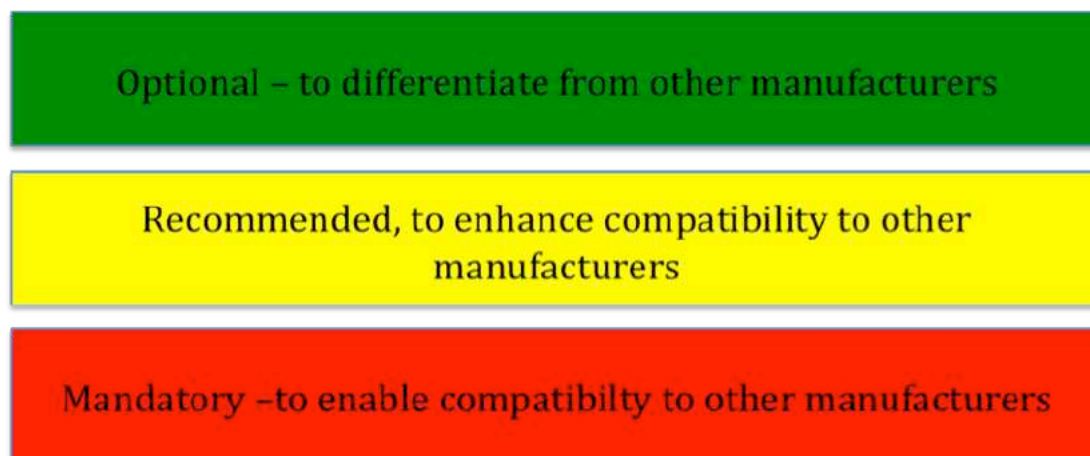 Optional – to differentiate from other manufacturers
Recommended, to enhance compatibility to other
manufacturers
Mandatory –to enable compatibilty to other manufacturers